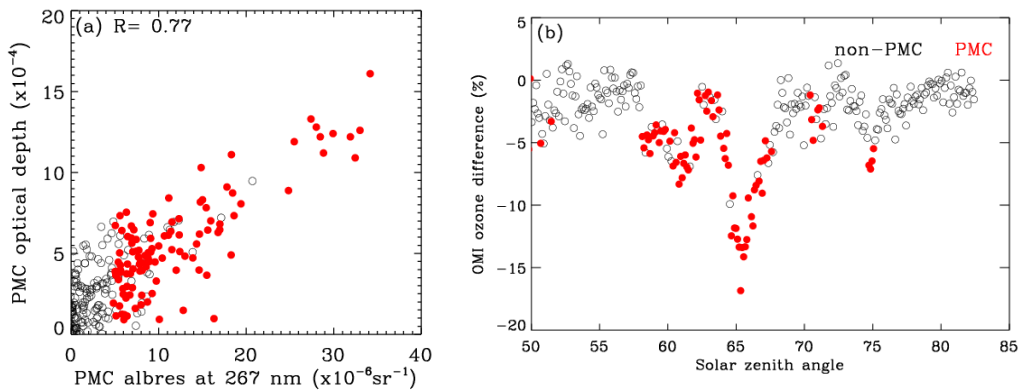 (a) R= 0.77
PMC optical depth (x10⁻⁴)
20
15
10
5
0
0 10 20 30 40
PMC albres at 267 nm (x10⁻⁶sr⁻¹)
(b)
non-PMC PMC
OMI ozone difference (%)
5
0
-5
-10
-15
-20
50 55 60 65 70 75 80 85
Solar zenith angle